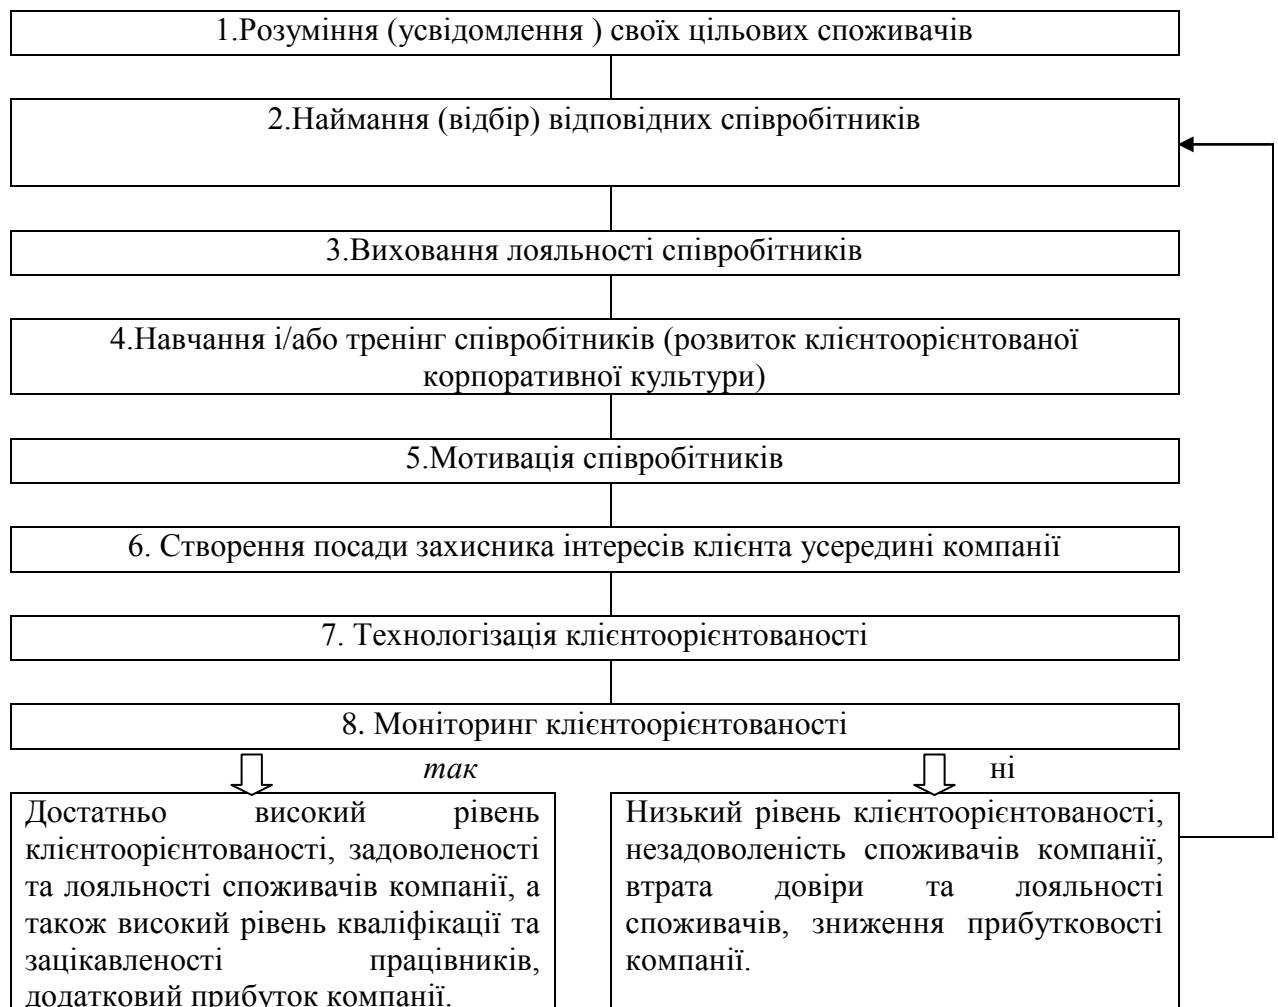 1.Розуміння (усвідомлення ) своїх цільових споживачів
2.Наймання (відбір) відповідних співробітників
3.Виховання лояльності співробітників
4.Навчання і/або тренінг співробітників (розвиток клієнтоорієнтованої
корпоративної культури)
5.Мотивація співробітників
6. Створення посади захисника інтересів клієнта усередині компанії
7. Технологізація клієнтоорієнтованості
8. Моніторинг клієнтоорієнтованості
так
ні
Достатньо високий рівень
клієнтоорієнтованості, задоволеності
та лояльності споживачів компанії, а
також високий рівень кваліфікації та
зацікавленості працівників,
додатковий прибуток компанії.
Низький рівень клієнтоорієнтованості,
незадоволеність споживачів компанії,
втрата довіри та лояльності
споживачів, зниження прибутковості
компанії.